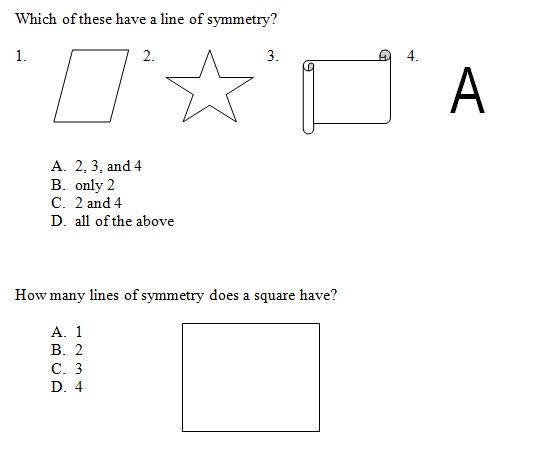 Which of these have a line of symmetry?
1. 2. 3. 4.
A
A. 2, 3, and 4
B. only 2
C. 2 and 4
D. all of the above
How many lines of symmetry does a square have?
A. 1
B. 2
C. 3
D. 4